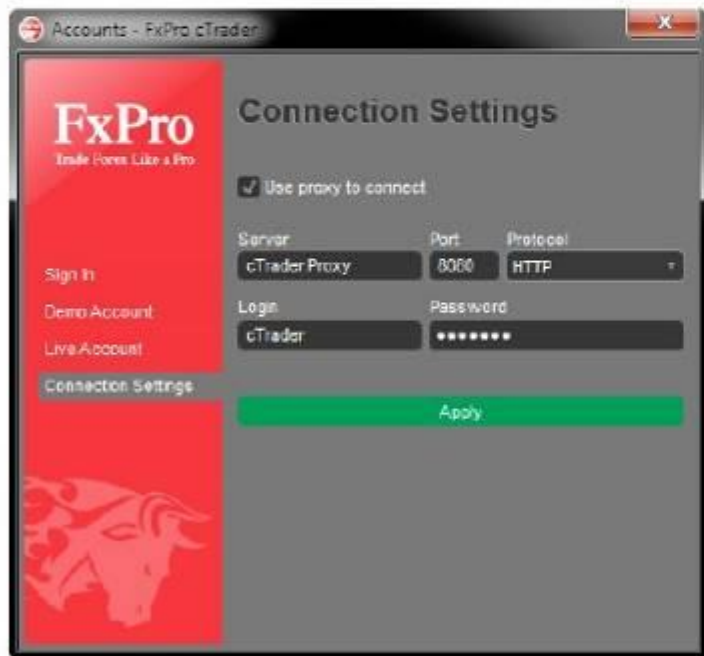 Accounts - FxPro cTrader
FxPro
Trade Forex Like a Pro
Connection Settings
Use proxy to connect
Server Port Protocol
cTrader Proxy 8080 HTTP
Login Password
cTrader •••••••
Apply
Sign In
Demo Account
Live Account
Connection Settings